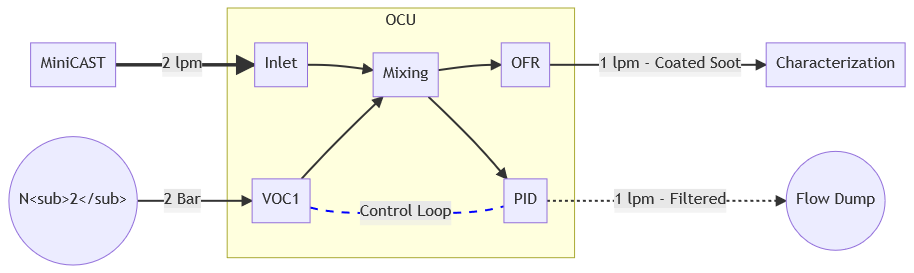 OCU
MiniCAST
2 lpm
Inlet
Mixing
OFR
1 lpm - Coated Soot
Characterization
N<sub>2</sub>
2 Bar
VOC1
Control Loop
PID
1 lpm - Filtered
Flow Dump